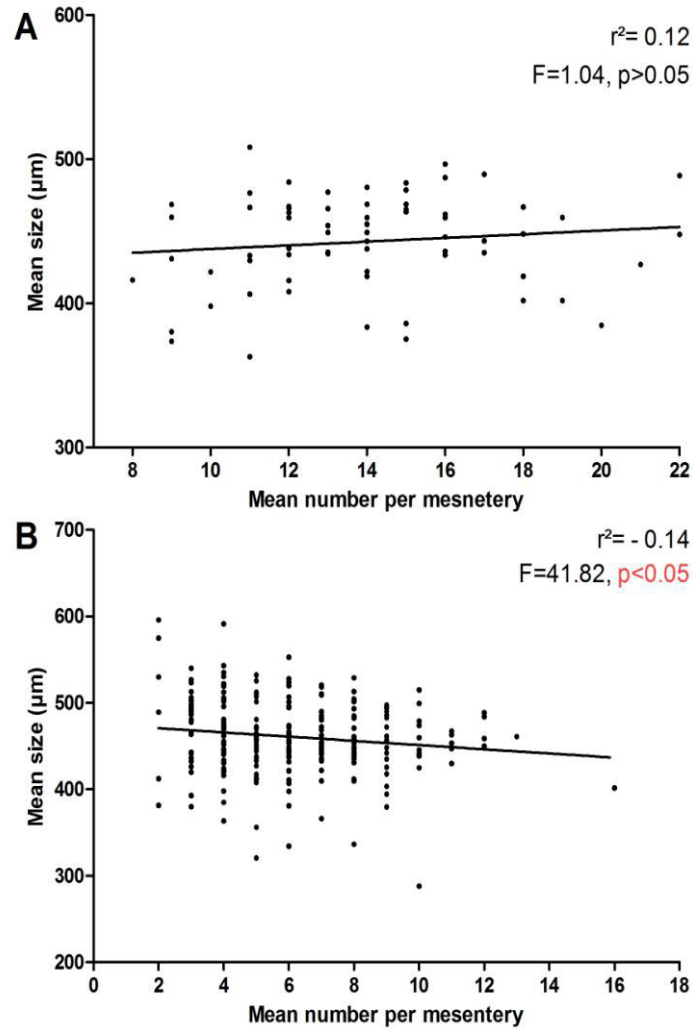 A
r²= 0.12
F=1.04, p>0.05
600
500
400
300
Mean size (µm)
8 10 12 14 16 18 20 22
Mean number per mesnetery
B
r²= - 0.14
F=41.82, p<0.05
700
600
500
400
300
200
Mean size (µm)
0 2 4 6 8 10 12 14 16 18
Mean number per mesentery